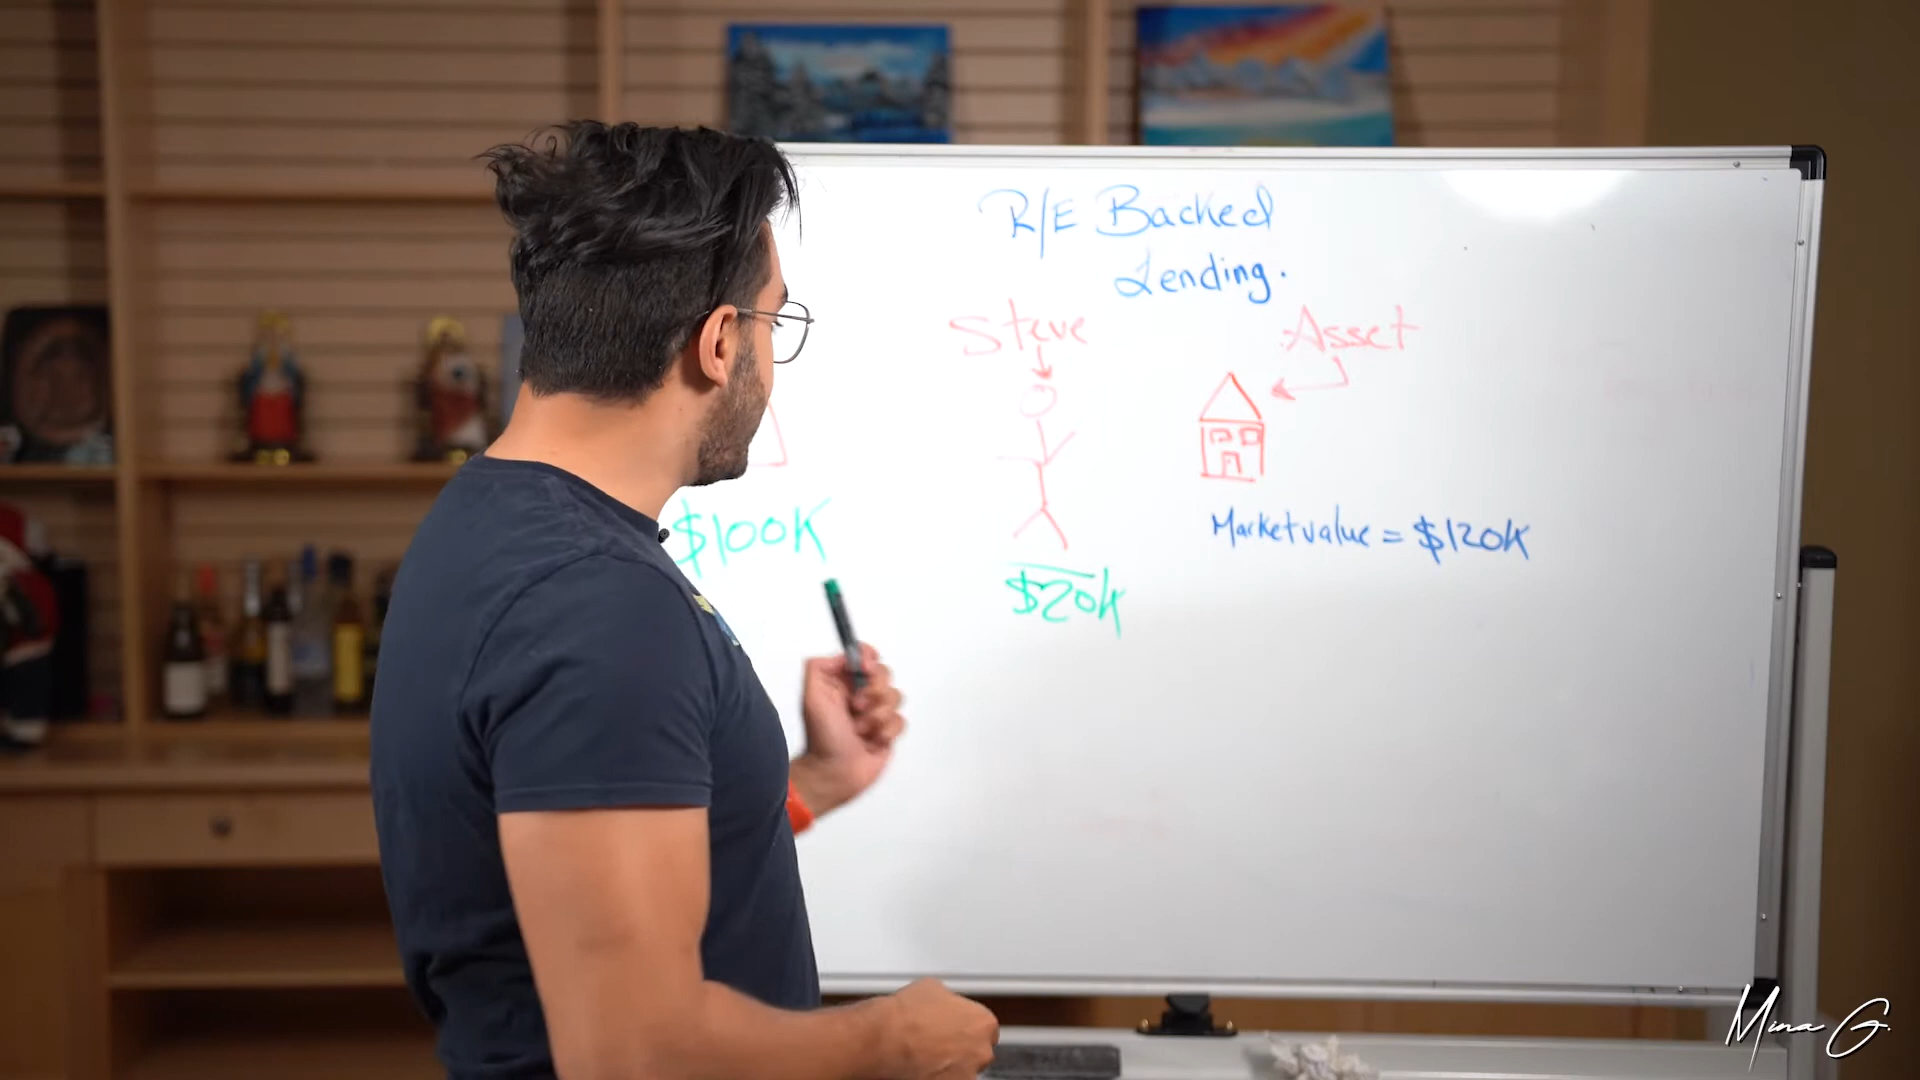 R/E Backed
Lending.
Steve
Asset
$100K
Marketvalue = $120K
$20K
Mina G.